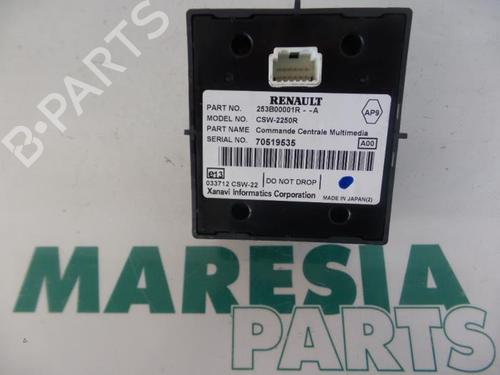 RENAULT
PART NO. 253B00001R - -A
MODEL NO. CSW-2250R
PART NAME Commande Centrale Multimedia
SERIAL NO. 70519535
AP9
A00
e13
033712 CSW-22 DO NOT DROP
Xanavi Informatics Corporation MADE IN JAPAN(2)
B-PARTS
MARESIA
PARTS